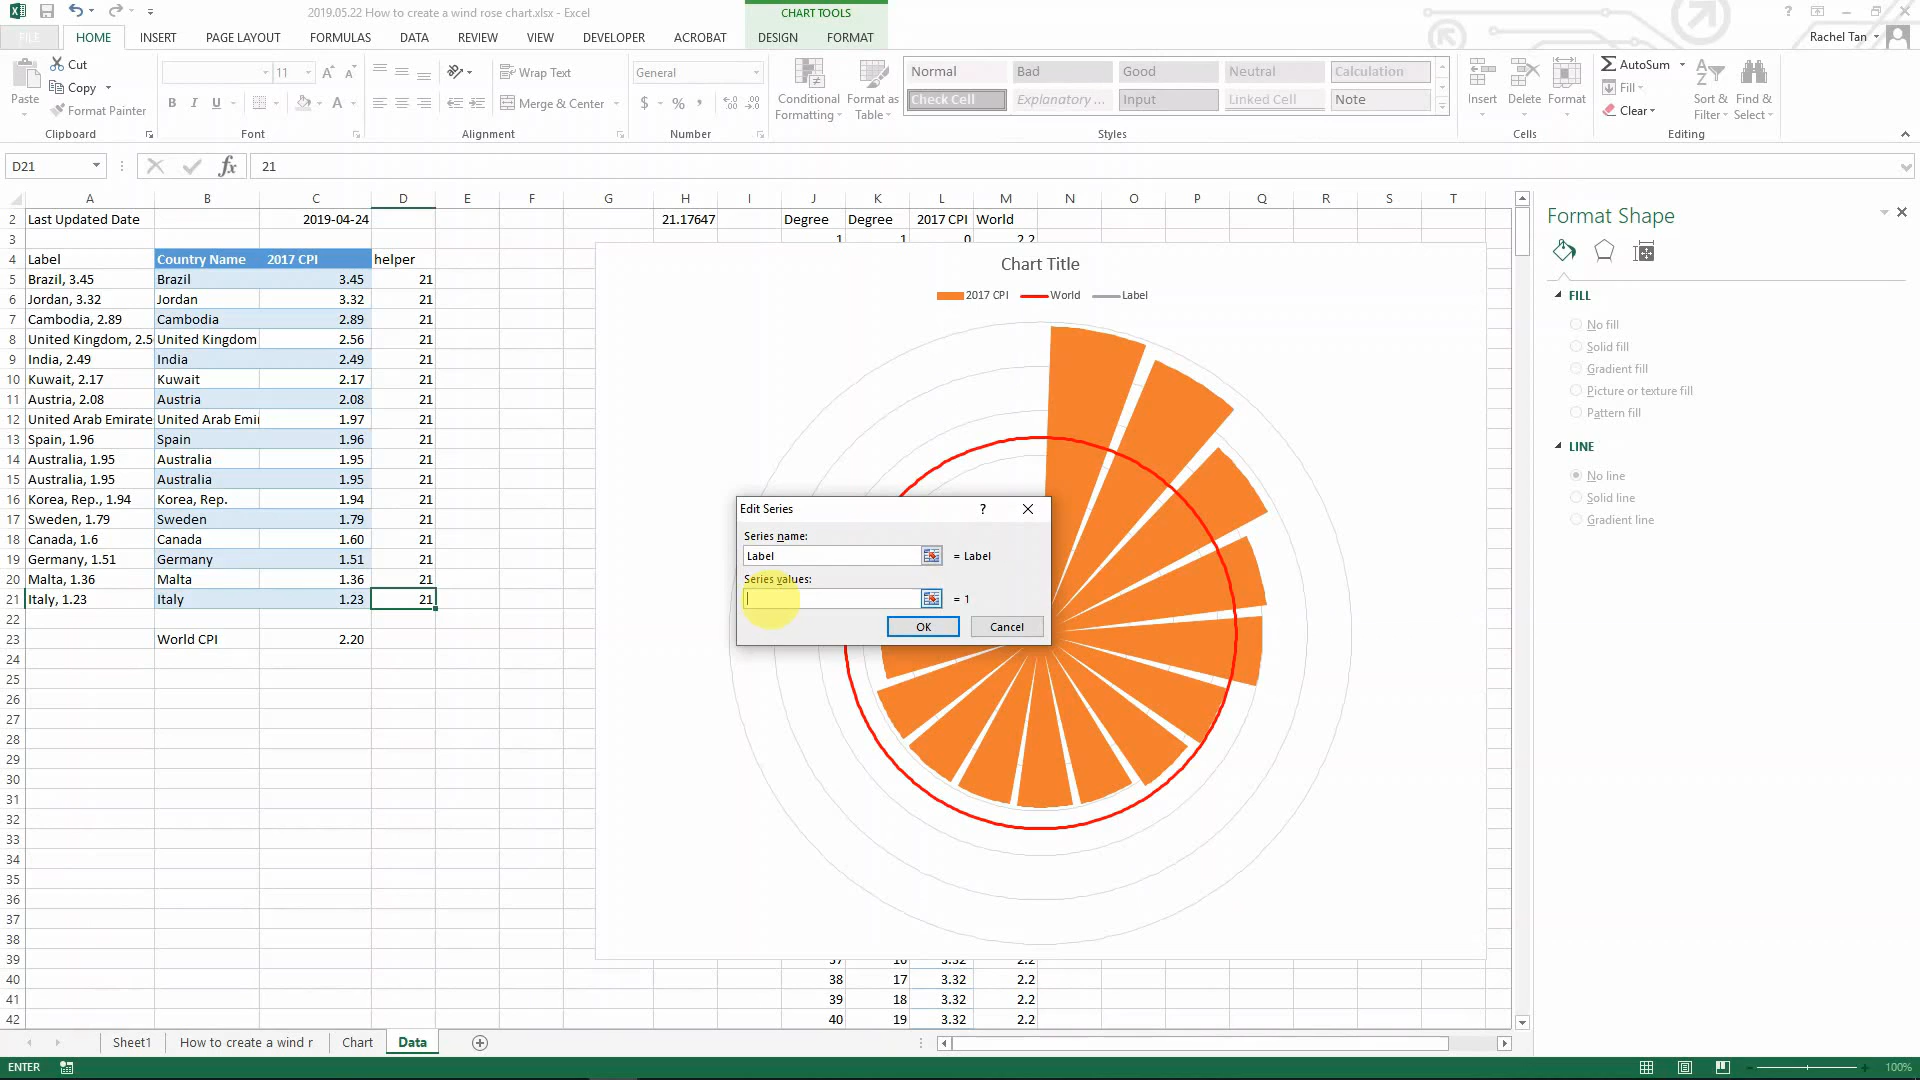 2019.05.22 How to create a wind rose chart.xlsx - Excel
CHART TOOLS
?
FILE
HOME
INSERT
PAGE LAYOUT
FORMULAS
DATA
REVIEW
VIEW
DEVELOPER
ACROBAT
DESIGN
FORMAT
Rachel Tan
Paste
Cut
Copy
Format Painter
Clipboard
11
B I U
Font
Wrap Text
Merge & Center
Alignment
General
$ % ,
Number
Conditional Formatting
Format as Table
Normal Bad Good Neutral Calculation
Check Cell Explanatory ... Input Linked Cell Note
Styles
Insert Delete Format
Cells
AutoSum
Fill
Clear
Sort & Filter
Find & Select
Editing
D21
fx
21
A B C D E F G H I J K L M N O P Q R S T
2 Last Updated Date 2019-04-24 21.17647 Degree Degree 2017 CPI World
3 1 1 0 2.2
4 Label Country Name 2017 CPI helper
5 Brazil, 3.45 Brazil 3.45 21
6 Jordan, 3.32 Jordan 3.32 21
7 Cambodia, 2.89 Cambodia 2.89 21
8 United Kingdom, 2.5 United Kingdom 2.56 21
9 India, 2.49 India 2.49 21
10 Kuwait, 2.17 Kuwait 2.17 21
11 Austria, 2.08 Austria 2.08 21
12 United Arab Emirate United Arab Emi 1.97 21
13 Spain, 1.96 Spain 1.96 21
14 Australia, 1.95 Australia 1.95 21
15 Australia, 1.95 Australia 1.95 21
16 Korea, Rep., 1.94 Korea, Rep. 1.94 21
17 Sweden, 1.79 Sweden 1.79 21
18 Canada, 1.6 Canada 1.60 21
19 Germany, 1.51 Germany 1.51 21
20 Malta, 1.36 Malta 1.36 21
21 Italy, 1.23 Italy 1.23 21
22
23 World CPI 2.20
24
25
26
27
28
29
30
31
32
33
34
35
36
37
38
39 37 16 3.32 2.2
40 38 17 3.32 2.2
41 39 18 3.32 2.2
42 40 19 3.32 2.2
Chart Title
2017 CPI World Label
Edit Series
?
Series name:
Label
= Label
Series values:
= 1
OK
Cancel
Format Shape
FILL
No fill
Solid fill
Gradient fill
Picture or texture fill
Pattern fill
LINE
No line
Solid line
Gradient line
Sheet1
How to create a wind r
Chart
Data
ENTER
100%